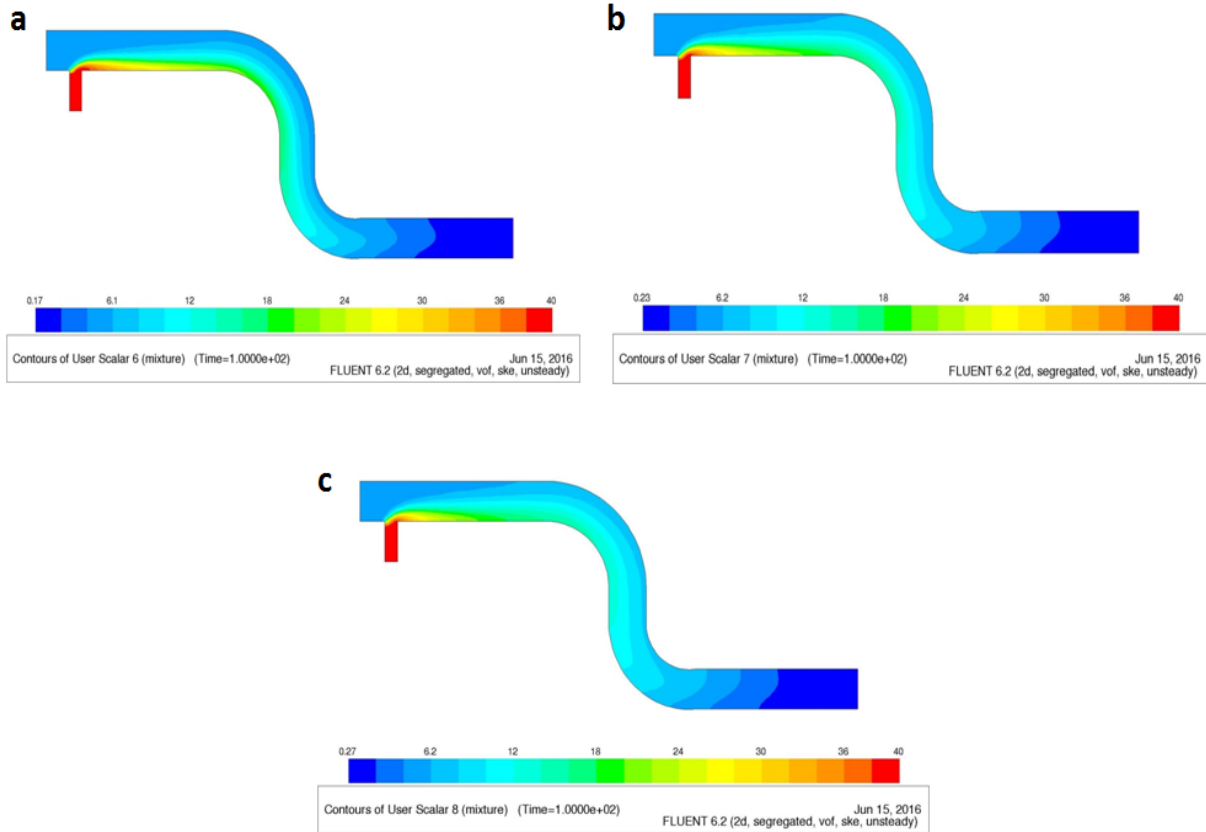 a
0.17 6.1 12 18 24 30 36 40
Contours of User Scalar 6 (mixture) (Time=1.0000e+02) Jun 15, 2016
FLUENT 6.2 (2d, segregated, vof, ske, unsteady)
b
0.23 6.2 12 18 24 30 36 40
Contours of User Scalar 7 (mixture) (Time=1.0000e+02) Jun 15, 2016
FLUENT 6.2 (2d, segregated, vof, ske, unsteady)
c
0.27 6.2 12 18 24 30 36 40
Contours of User Scalar 8 (mixture) (Time=1.0000e+02) Jun 15, 2016
FLUENT 6.2 (2d, segregated, vof, ske, unsteady)